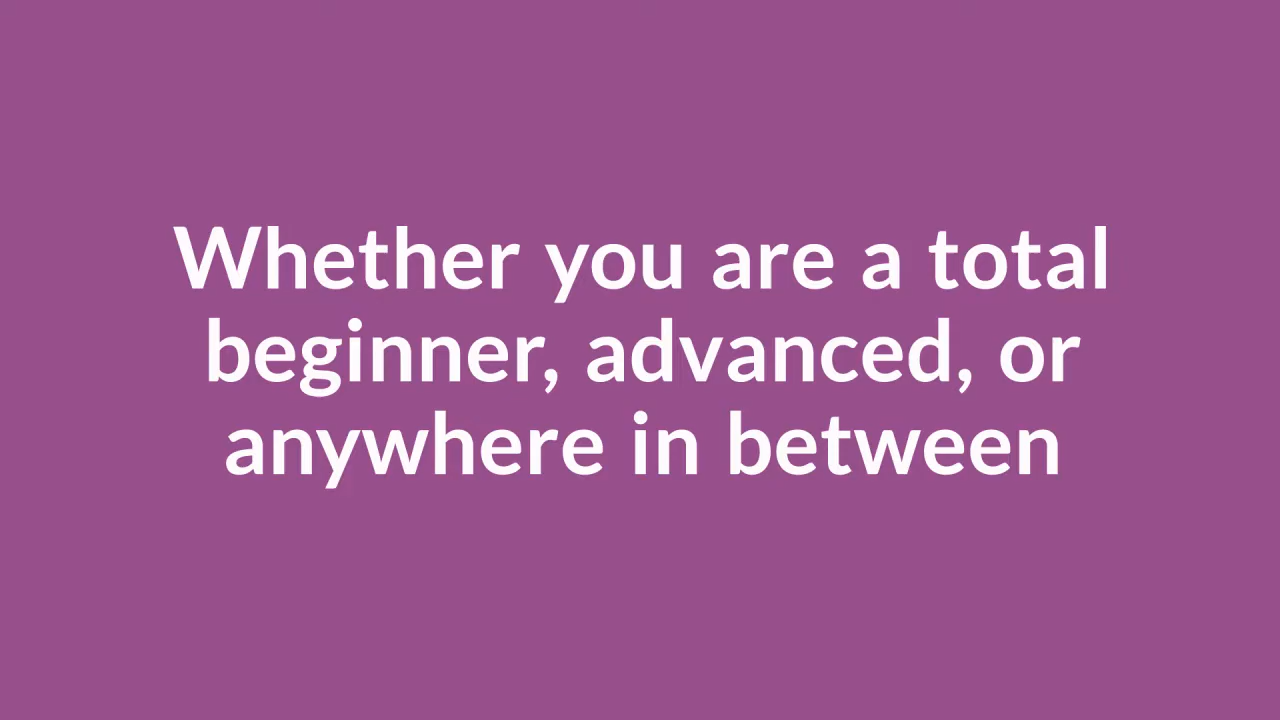 Whether you are a total
beginner, advanced, or
anywhere in between